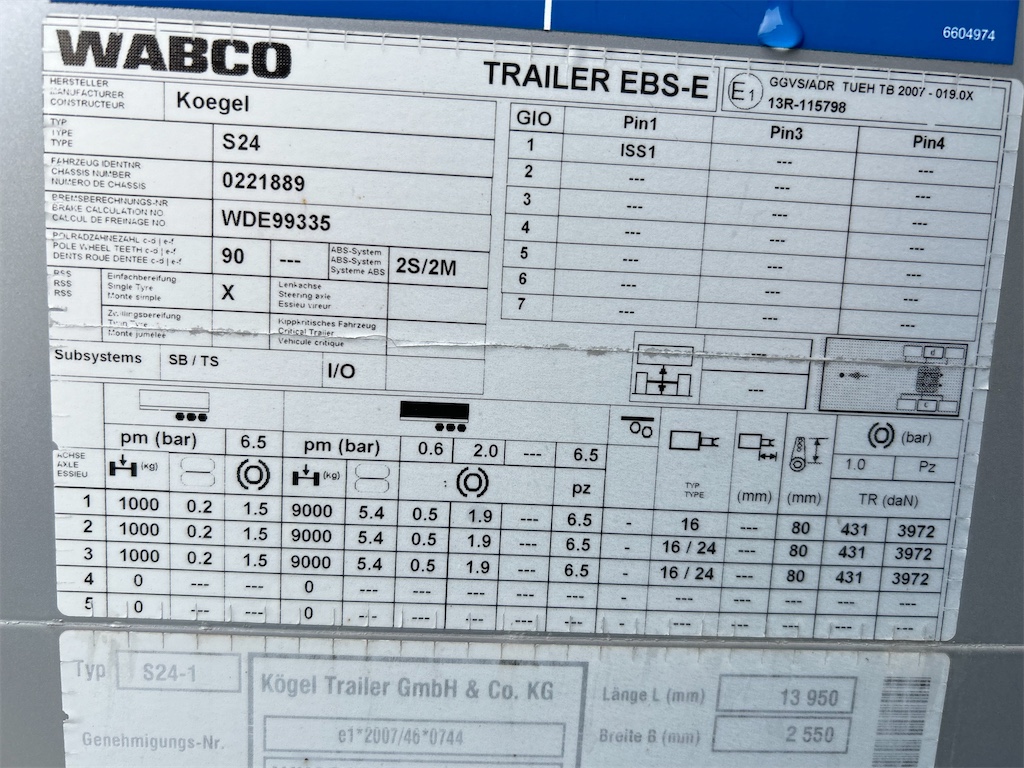 6604974
WABCO
TRAILER EBS-E
E1
GGVS/ADR TUEH TB 2007 - 019.0X
13R-115798
HERSTELLER
MANUFACTURER
CONSTRUCTEUR
Koegel
TYP
TYPE
TYPE
S24
FAHRZEUG IDENTNR
CHASSIS NUMBER
NUMERO DE CHASSIS
0221889
BREMSBERECHNUNGS-NR
BRAKE CALCULATION NO.
CALCUL DE FREINAGE NO
WDE99335
POLRADZAHNEZAHL c-d | e-f
POLE WHEEL TEETH c-d | e-f
DENTS ROUE DENTEE c-d | e-f
90 ---
ABS-System
ABS-System
Systeme ABS
2S/2M
RSS
RSS
RSS
Einfachbereifung
Single Tyre
Monte simple
X
Lenkachse
Steering axle
Essieu vireur
Zwillingsbereifung
Twin Tyre
Monte jumelee
Kippkritisches Fahrzeug
Critical Trailer
Vehicule critique
Subsystems SB / TS I/O
GIO Pin1 Pin3 Pin4
1 ISS1 --- ---
2 --- --- ---
3 --- --- ---
4 --- --- ---
5 --- --- ---
6 --- --- ---
7 --- --- ---
---
---
d
c
pm (bar) 6.5 pm (bar) 0.6 2.0 --- 6.5
(bar)
1.0 Pz
ACHSE
AXLE
ESSIEU
(kg) (kg) : pz
TYP
TYPE
(mm) (mm) TR (daN)
1 1000 0.2 1.5 9000 5.4 0.5 1.9 --- 6.5 - 16 --- 80 431 3972
2 1000 0.2 1.5 9000 5.4 0.5 1.9 --- 6.5 - 16 / 24 --- 80 431 3972
3 1000 0.2 1.5 9000 5.4 0.5 1.9 --- 6.5 - 16 / 24 --- 80 431 3972
4 0 --- --- 0 --- --- --- --- --- - --- --- --- --- ---
5 0 --- --- 0 --- --- --- --- --- - --- --- --- --- ---
Typ S24-1
Kögel Trailer GmbH & Co. KG
Länge L (mm) 13 950
Genehmigungs-Nr.
e1*2007/46*0744
Breite B (mm) 2 550